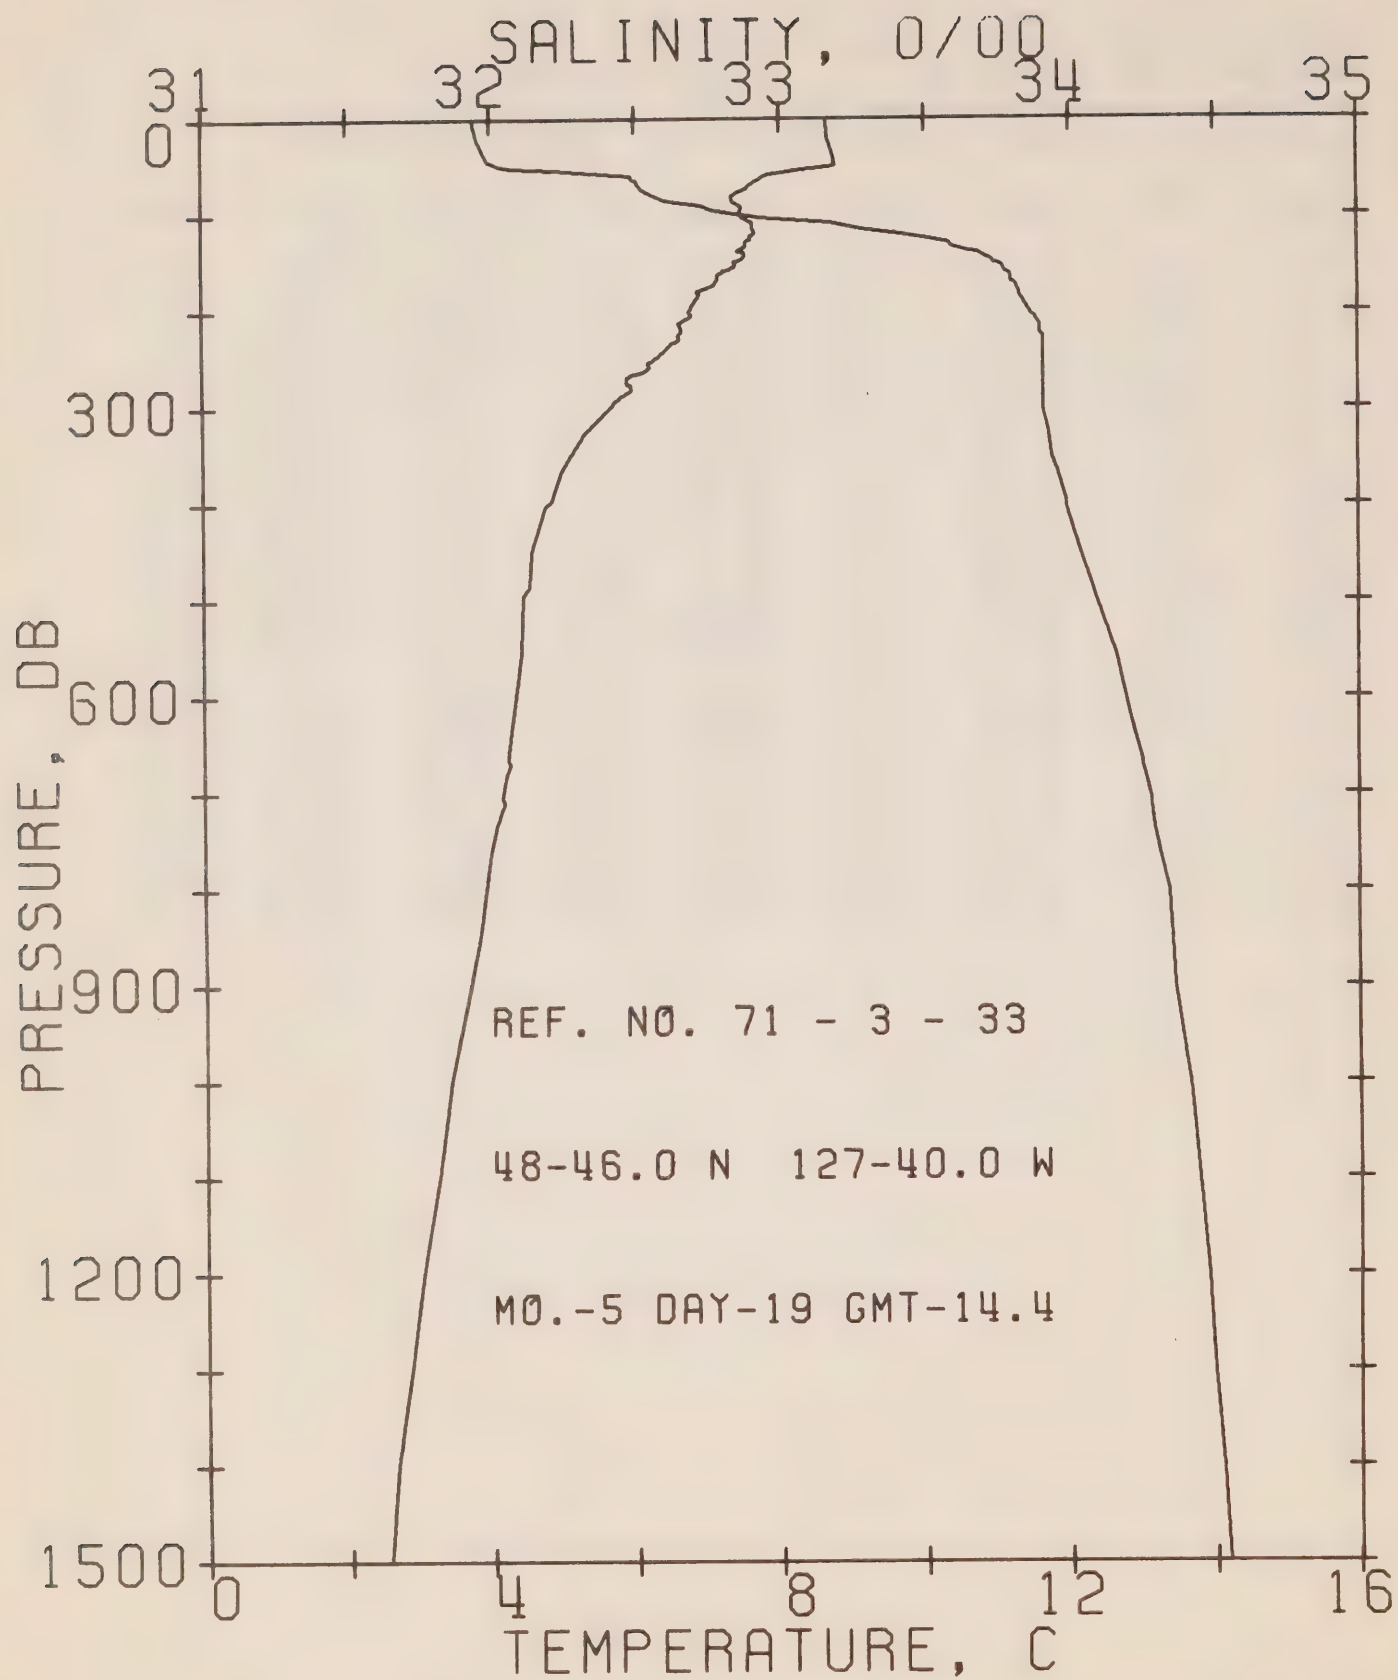 SALINITY, 0/00
31 32 33 34 35
0
300
600
900
1200
1500
PRESSURE, DB
REF. NO. 71 - 3 - 33
48-46.0 N 127-40.0 W
MO.-5 DAY-19 GMT-14.4
0 4 8 12 16
TEMPERATURE, C